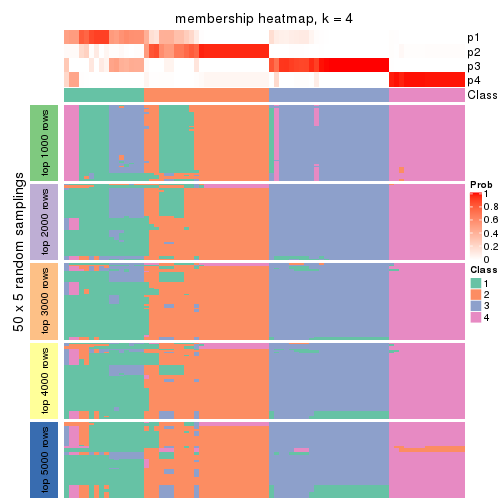 membership heatmap, k = 4
p1
p2
p3
p4
Class
50 x 5 random samplings
top 1000 rows
top 2000 rows
top 3000 rows
top 4000 rows
top 5000 rows
Prob
1
0.8
0.6
0.4
0.2
0
Class
1
2
3
4